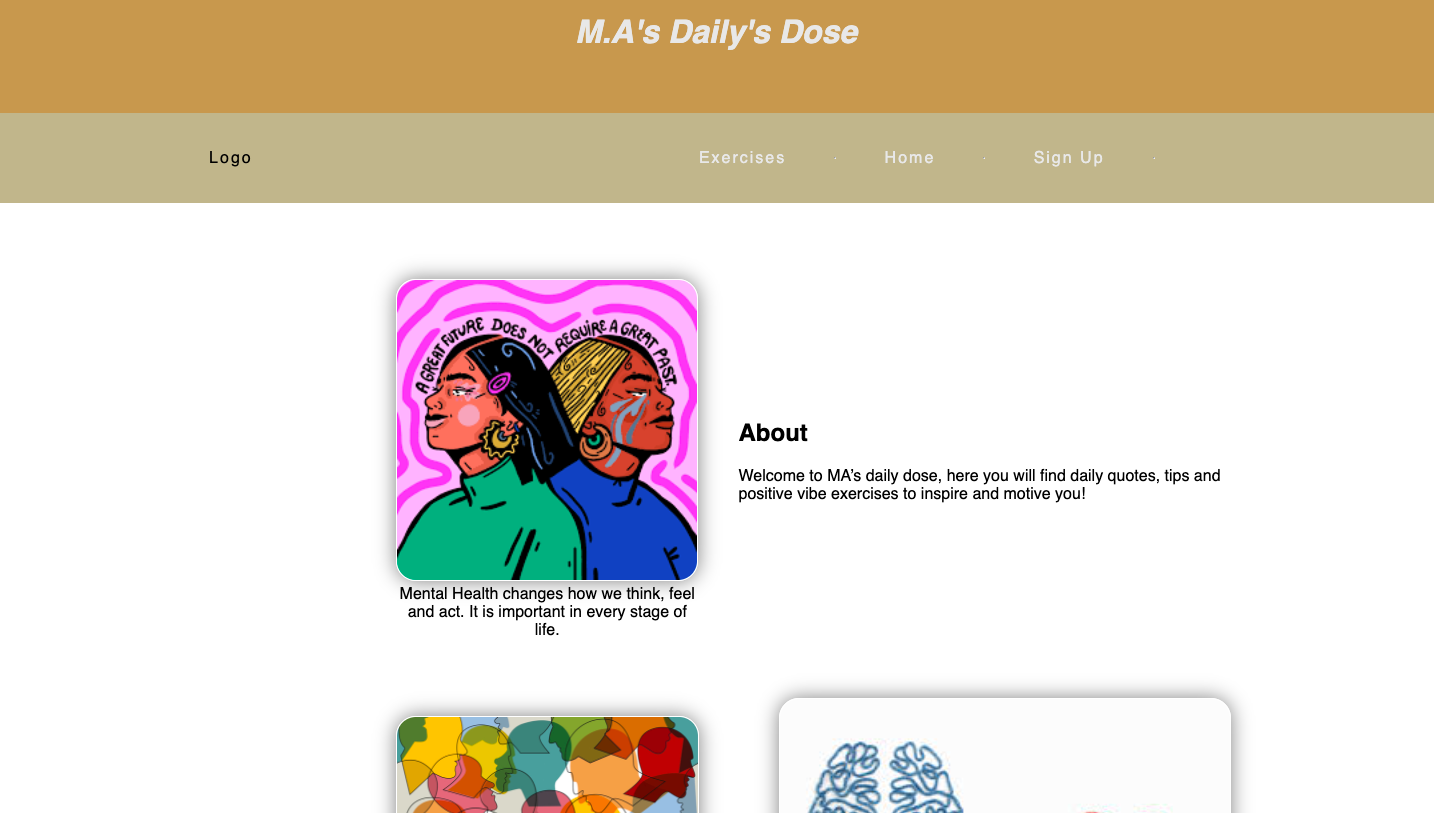 M.A's Daily's Dose
Logo
Exercises
Home
Sign Up
A GREAT FUTURE DOES NOT REQUIRE A GREAT PAST.
About
Welcome to MA’s daily dose, here you will find daily quotes, tips and
positive vibe exercises to inspire and motive you!
Mental Health changes how we think, feel
and act. It is important in every stage of
life.